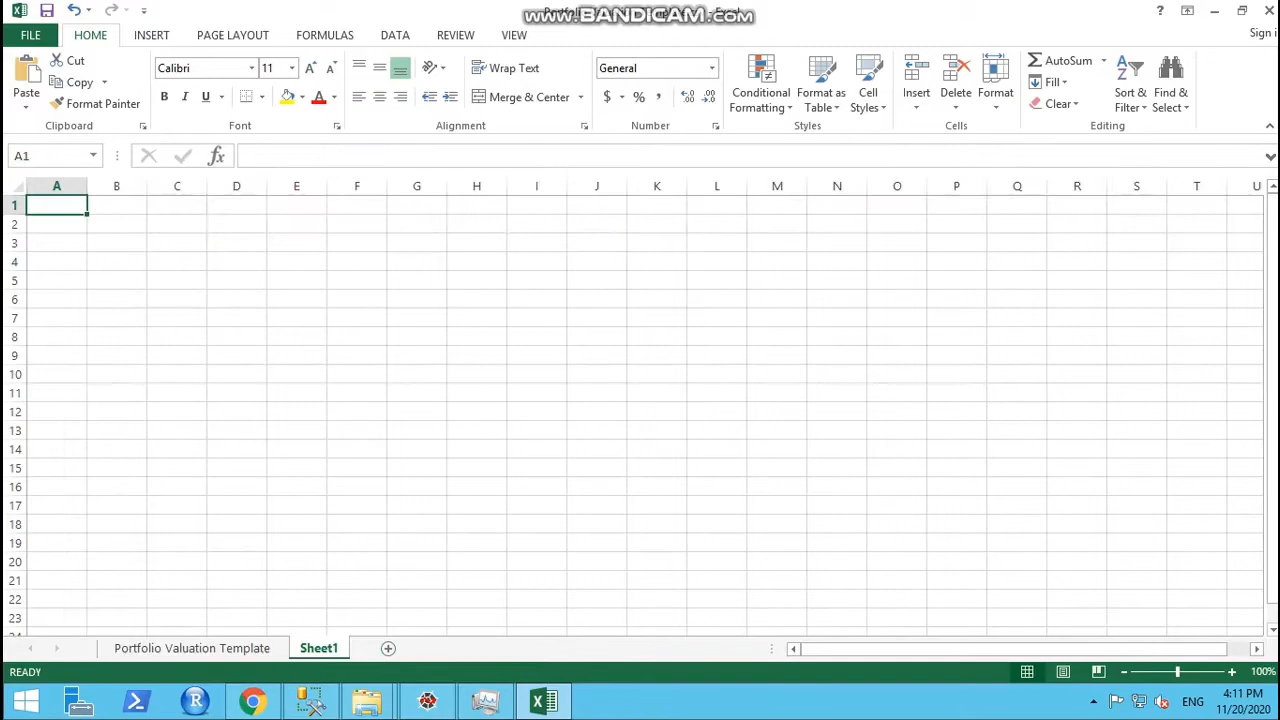 www.BANDICAM.com
Excel
Sign i
FILE HOME INSERT PAGE LAYOUT FORMULAS DATA REVIEW VIEW
Cut
Copy
Format Painter
Paste
Calibri 11
B I U
Wrap Text
Merge & Center
General
$ % ,
Conditional Formatting
Format as Table
Cell Styles
Insert Delete Format
AutoSum
Fill
Clear
Sort & Filter
Find & Select
Clipboard Font Alignment Number Styles Cells Editing
A1 fx
A B C D E F G H I J K L M N O P Q R S T U
1
2
3
4
5
6
7
8
9
10
11
12
13
14
15
16
17
18
19
20
21
22
23
24
Portfolio Valuation Template Sheet1
READY 100%
ENG 4:11 PM
11/20/2020